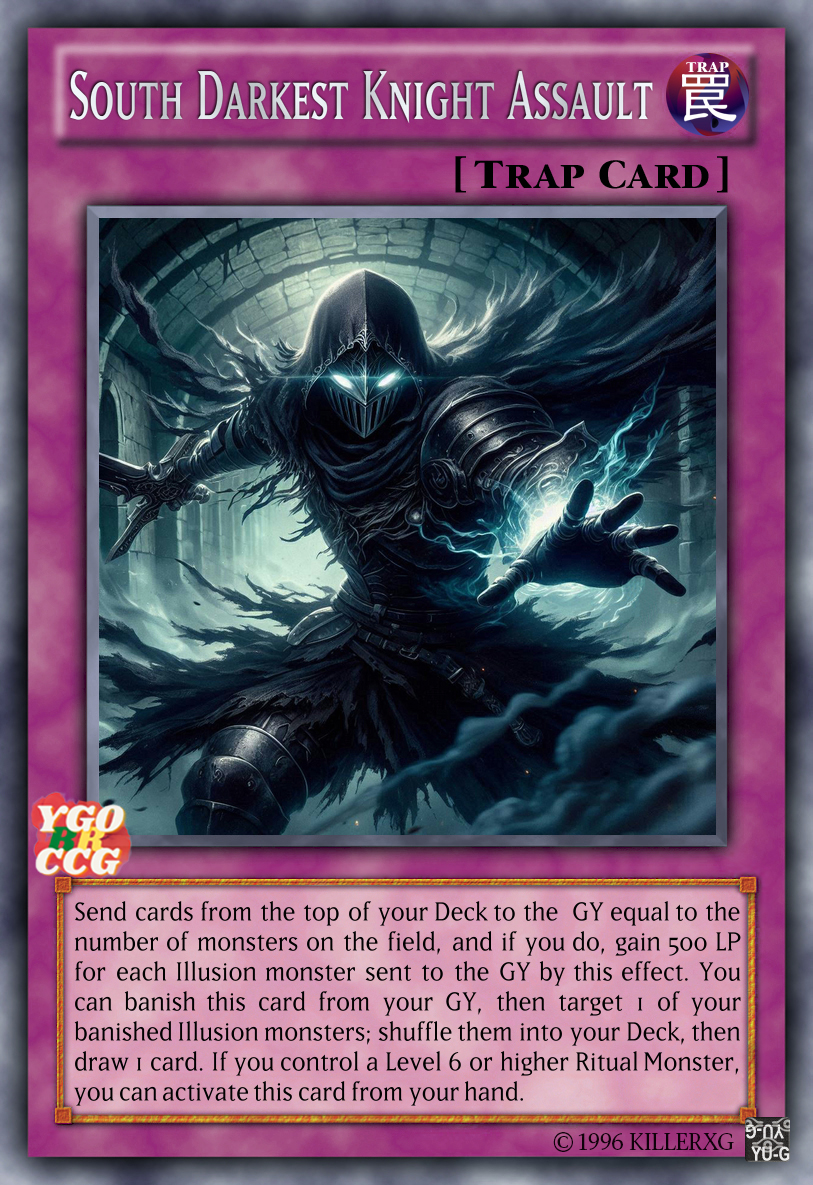 South Darkest Knight Assault
TRAP
罠
[Trap Card]
YGO
BR
CCG
Send cards from the top of your Deck to the GY equal to the
number of monsters on the field, and if you do, gain 500 LP
for each Illusion monster sent to the GY by this effect. You
can banish this card from your GY, then target 1 of your
banished Illusion monsters; shuffle them into your Deck, then
draw 1 card. If you control a Level 6 or higher Ritual Monster,
you can activate this card from your hand.
© 1996 KILLERXG
YU-G